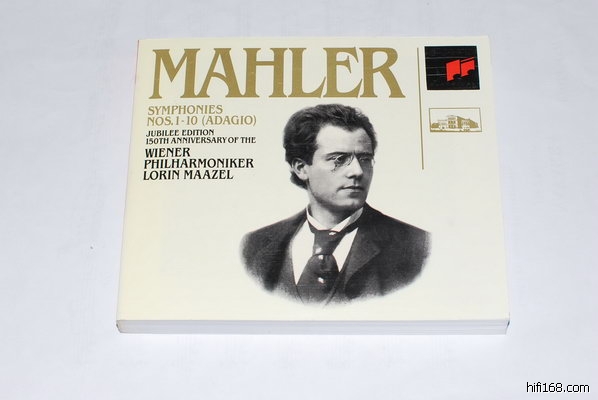 MAHLER
SYMPHONIES
NOS. 1-10 (ADAGIO)
JUBILEE EDITION
150TH ANNIVERSARY OF THE
WIENER
PHILHARMONIKER
LORIN MAAZEL
hifi168.com